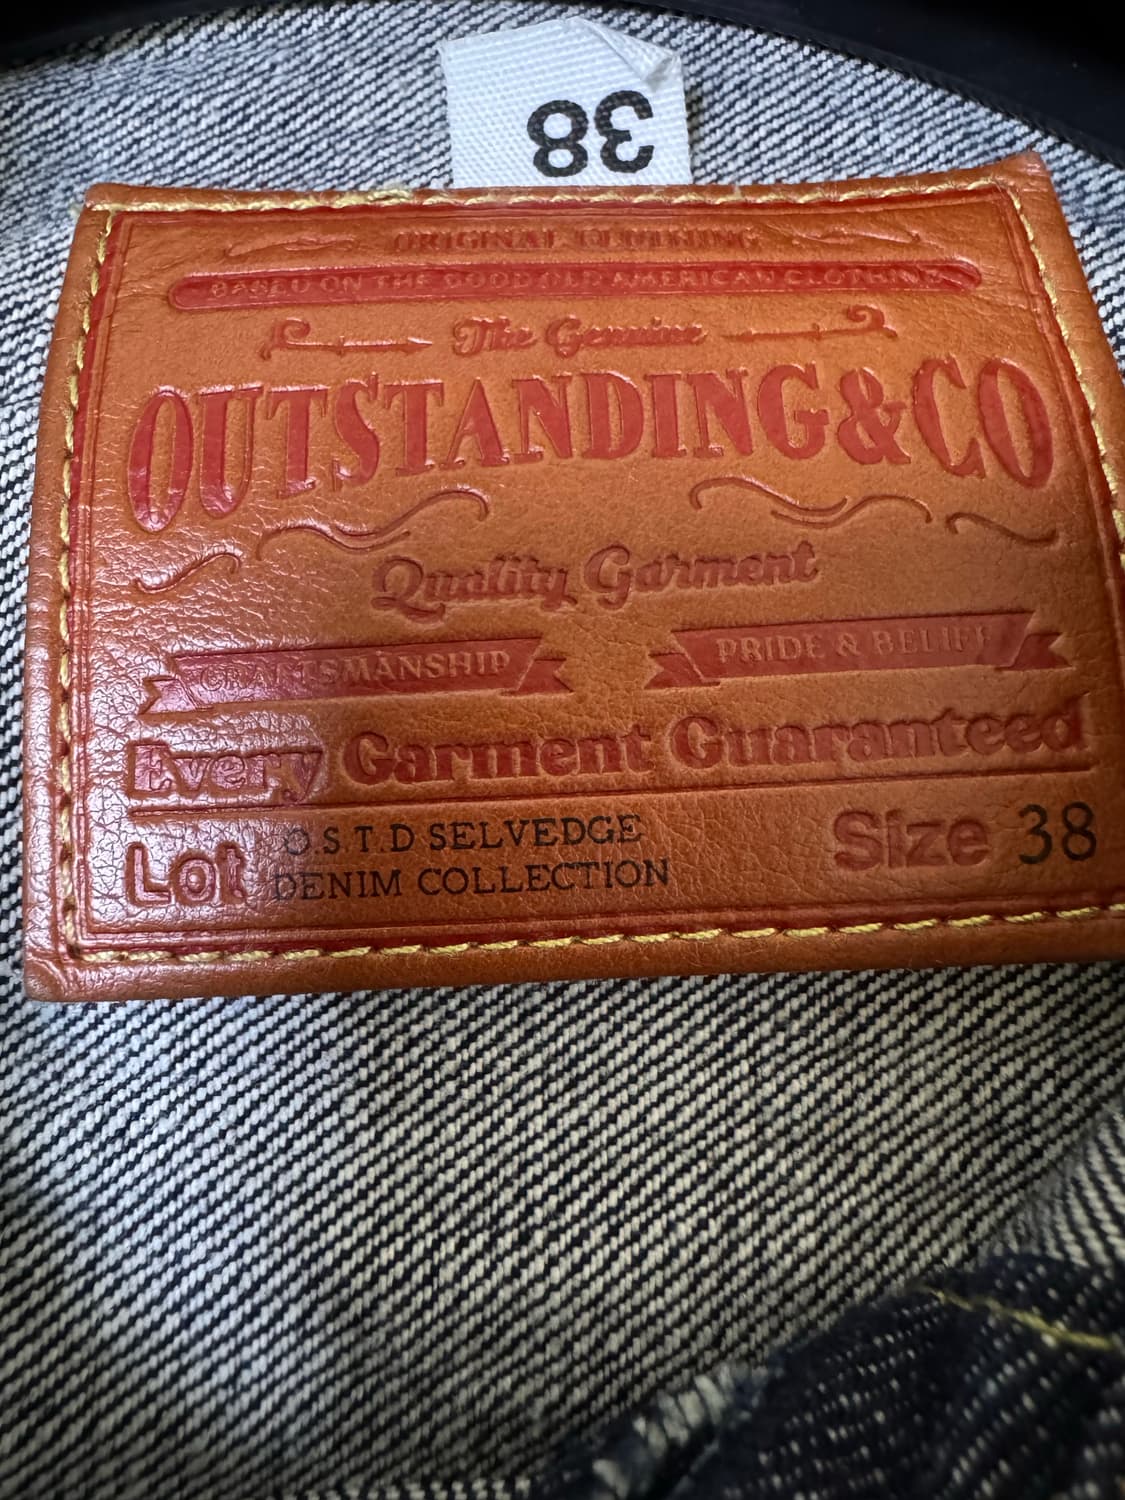 38
ORIGINAL CLOTHING
BASED ON THE GOOD OLD AMERICAN CLOTHING
The Genuine
OUTSTANDING&CO
Quality Garment
CRAFTSMANSHIP PRIDE & BELIEF
Every Garment Guaranteed
Lot O.S.T.D SELVEDGE DENIM COLLECTION Size 38